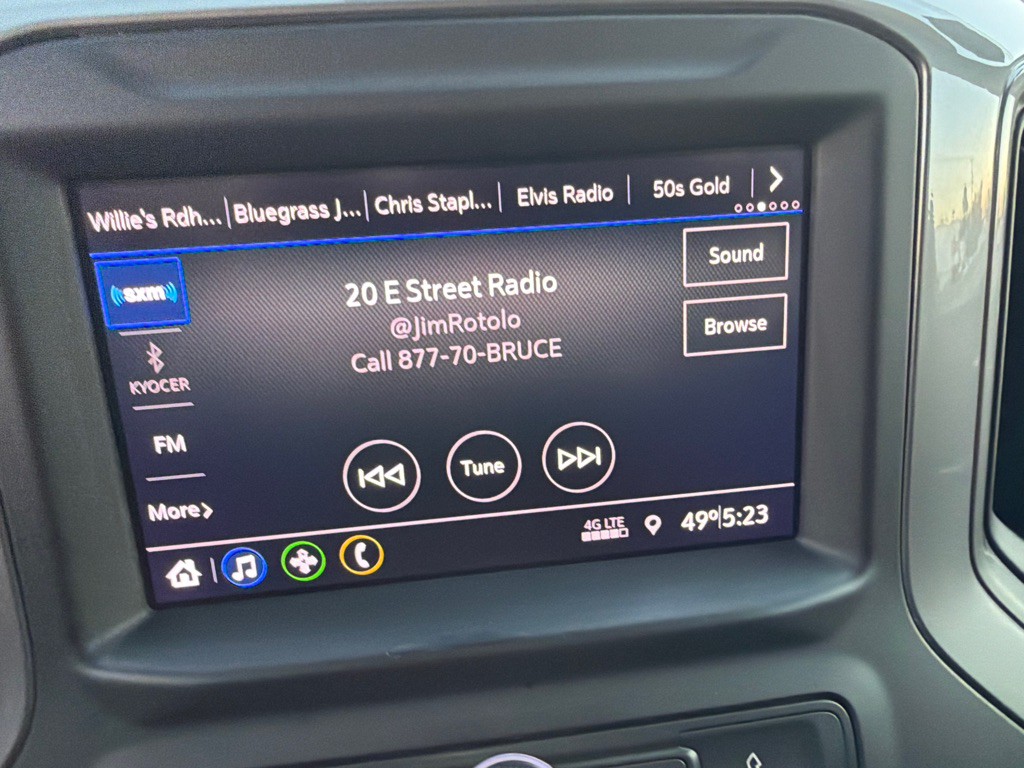 Willie's Rdh... Bluegrass J... Chris Stapl... Elvis Radio 50s Gold
sxm
20 E Street Radio
@JimRotolo
Call 877-70-BRUCE
Sound
Browse
KYOCER
FM
More
Tune
4G LTE
49° 5:23